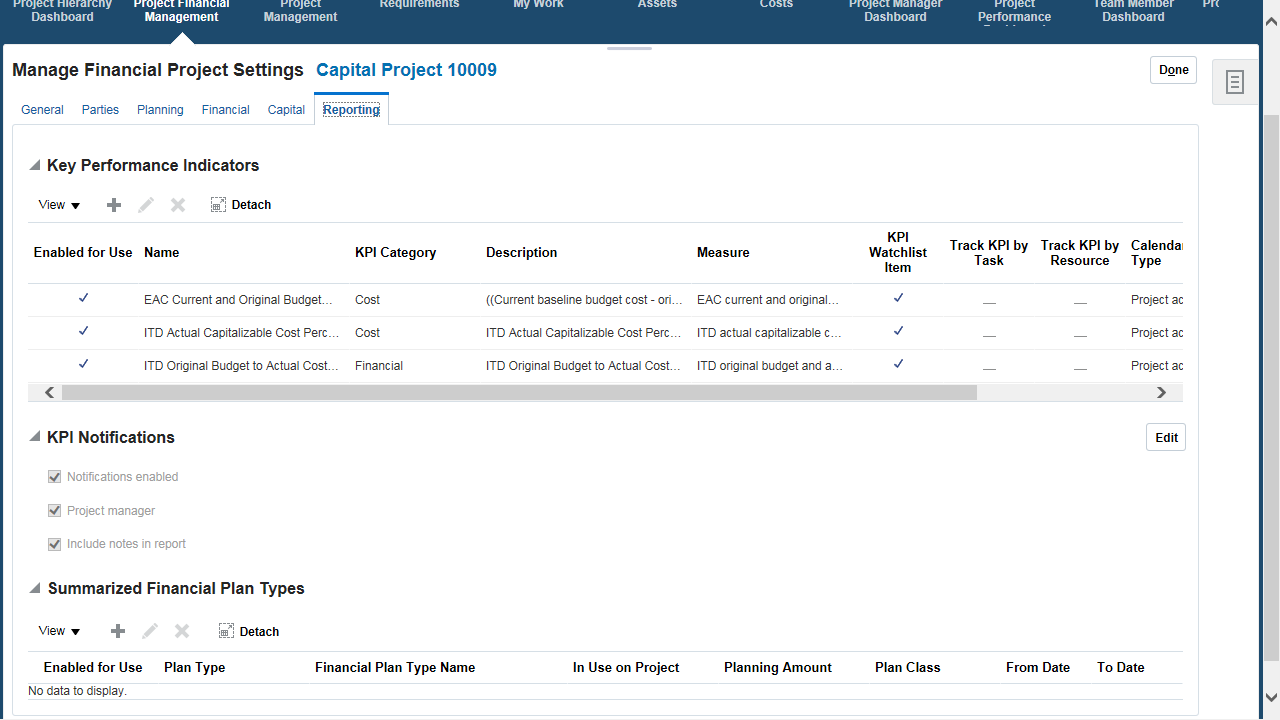 Project Hierarchy Dashboard
Project Financial Management
Project Management
Requirements
My Work
Assets
Costs
Project Manager Dashboard
Project Performance
Team Member Dashboard
Manage Financial Project Settings Capital Project 10009
Done
General Parties Planning Financial Capital Reporting
Key Performance Indicators
View Detach
Enabled for Use Name KPI Category Description Measure KPI Watchlist Item Track KPI by Task Track KPI by Resource Calendar Type
EAC Current and Original Budget... Cost ((Current baseline budget cost - ori... EAC current and original... Project ac
ITD Actual Capitalizable Cost Perc... Cost ITD Actual Capitalizable Cost Perc... ITD actual capitalizable c... Project ac
ITD Original Budget to Actual Cost... Financial ITD Original Budget to Actual Cost... ITD original budget and a... Project ac
KPI Notifications
Edit
Notifications enabled
Project manager
Include notes in report
Summarized Financial Plan Types
View Detach
Enabled for Use Plan Type Financial Plan Type Name In Use on Project Planning Amount Plan Class From Date To Date
No data to display.